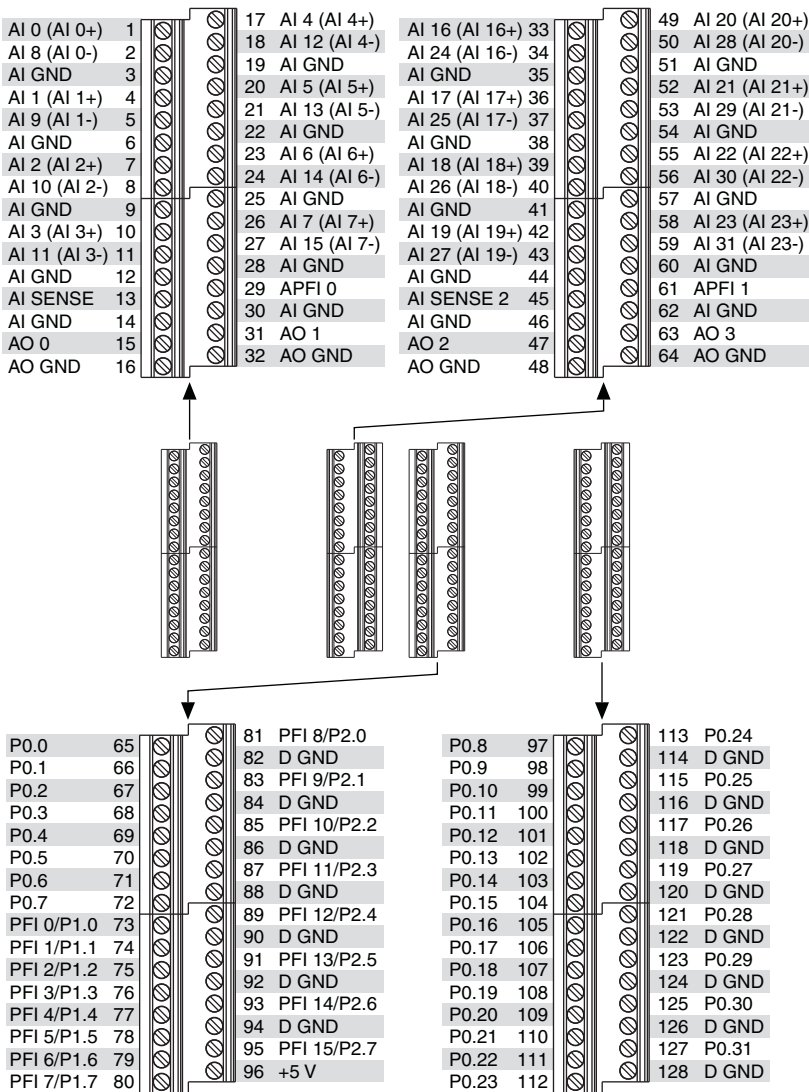 AI 0 (AI 0+) 1
AI 8 (AI 0-) 2
AI GND 3
AI 1 (AI 1+) 4
AI 9 (AI 1-) 5
AI GND 6
AI 2 (AI 2+) 7
AI 10 (AI 2-) 8
AI GND 9
AI 3 (AI 3+) 10
AI 11 (AI 3-) 11
AI GND 12
AI SENSE 13
AI GND 14
AO 0 15
AO GND 16
17 AI 4 (AI 4+)
18 AI 12 (AI 4-)
19 AI GND
20 AI 5 (AI 5+)
21 AI 13 (AI 5-)
22 AI GND
23 AI 6 (AI 6+)
24 AI 14 (AI 6-)
25 AI GND
26 AI 7 (AI 7+)
27 AI 15 (AI 7-)
28 AI GND
29 APFI 0
30 AI GND
31 AO 1
32 AO GND
AI 16 (AI 16+) 33
AI 24 (AI 16-) 34
AI GND 35
AI 17 (AI 17+) 36
AI 25 (AI 17-) 37
AI GND 38
AI 18 (AI 18+) 39
AI 26 (AI 18-) 40
AI GND 41
AI 19 (AI 19+) 42
AI 27 (AI 19-) 43
AI GND 44
AI SENSE 2 45
AI GND 46
AO 2 47
AO GND 48
49 AI 20 (AI 20+)
50 AI 28 (AI 20-)
51 AI GND
52 AI 21 (AI 21+)
53 AI 29 (AI 21-)
54 AI GND
55 AI 22 (AI 22+)
56 AI 30 (AI 22-)
57 AI GND
58 AI 23 (AI 23+)
59 AI 31 (AI 23-)
60 AI GND
61 APFI 1
62 AI GND
63 AO 3
64 AO GND
P0.0 65
P0.1 66
P0.2 67
P0.3 68
P0.4 69
P0.5 70
P0.6 71
P0.7 72
PFI 0/P1.0 73
PFI 1/P1.1 74
PFI 2/P1.2 75
PFI 3/P1.3 76
PFI 4/P1.4 77
PFI 5/P1.5 78
PFI 6/P1.6 79
PFI 7/P1.7 80
81 PFI 8/P2.0
82 D GND
83 PFI 9/P2.1
84 D GND
85 PFI 10/P2.2
86 D GND
87 PFI 11/P2.3
88 D GND
89 PFI 12/P2.4
90 D GND
91 PFI 13/P2.5
92 D GND
93 PFI 14/P2.6
94 D GND
95 PFI 15/P2.7
96 +5 V
P0.8 97
P0.9 98
P0.10 99
P0.11 100
P0.12 101
P0.13 102
P0.14 103
P0.15 104
P0.16 105
P0.17 106
P0.18 107
P0.19 108
P0.20 109
P0.21 110
P0.22 111
P0.23 112
113 P0.24
114 D GND
115 P0.25
116 D GND
117 P0.26
118 D GND
119 P0.27
120 D GND
121 P0.28
122 D GND
123 P0.29
124 D GND
125 P0.30
126 D GND
127 P0.31
128 D GND